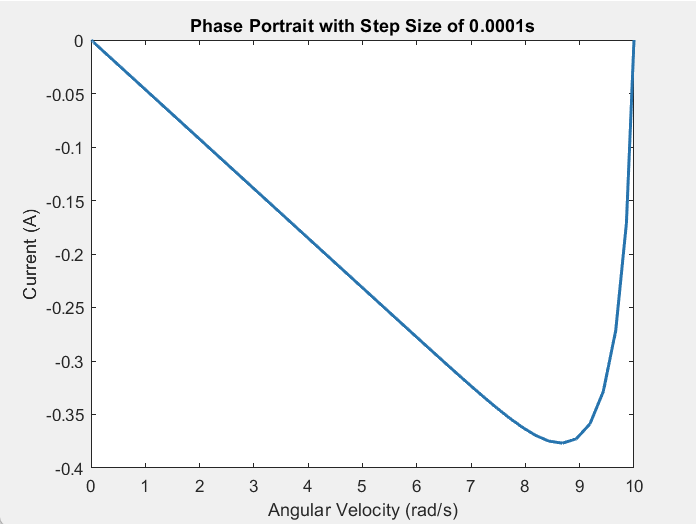 Phase Portrait with Step Size of 0.0001s
0
-0.05
-0.1
-0.15
-0.2
-0.25
-0.3
-0.35
-0.4
Current (A)
0 1 2 3 4 5 6 7 8 9 10
Angular Velocity (rad/s)